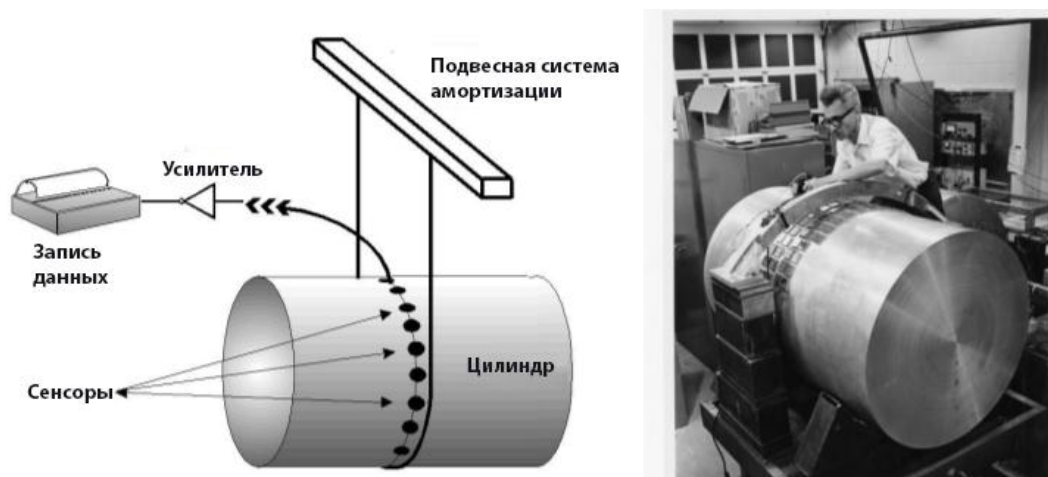 Подвесная система
амортизации
Усилитель
Запись
данных
Цилиндр
Сенсоры